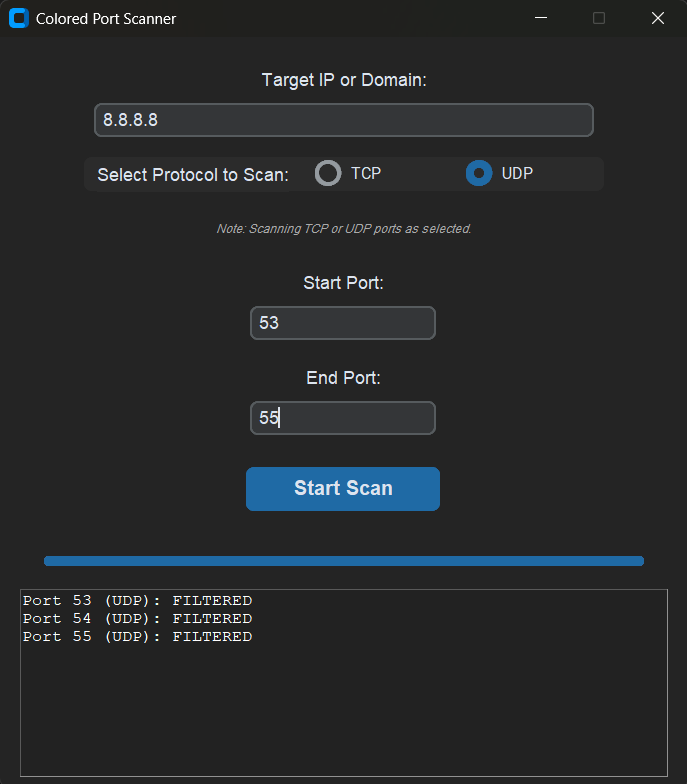 Colored Port Scanner
Target IP or Domain:
8.8.8.8
Select Protocol to Scan: TCP UDP
Note: Scanning TCP or UDP ports as selected.
Start Port:
53
End Port:
55
Start Scan
Port 53 (UDP): FILTERED
Port 54 (UDP): FILTERED
Port 55 (UDP): FILTERED